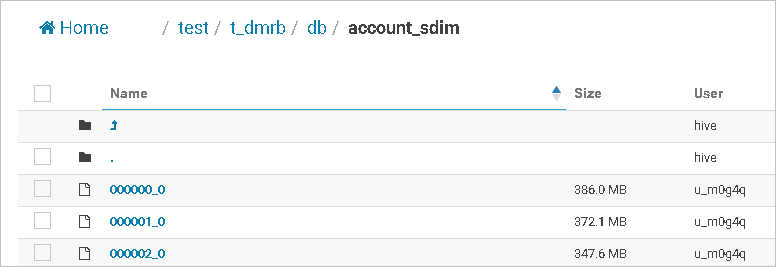 Home / test / t_dmrb / db / account_sdim
Name Size User
hive
. hive
000000_0 386.0 MB u_m0g4q
000001_0 372.1 MB u_m0g4q
000002_0 347.6 MB u_m0g4q